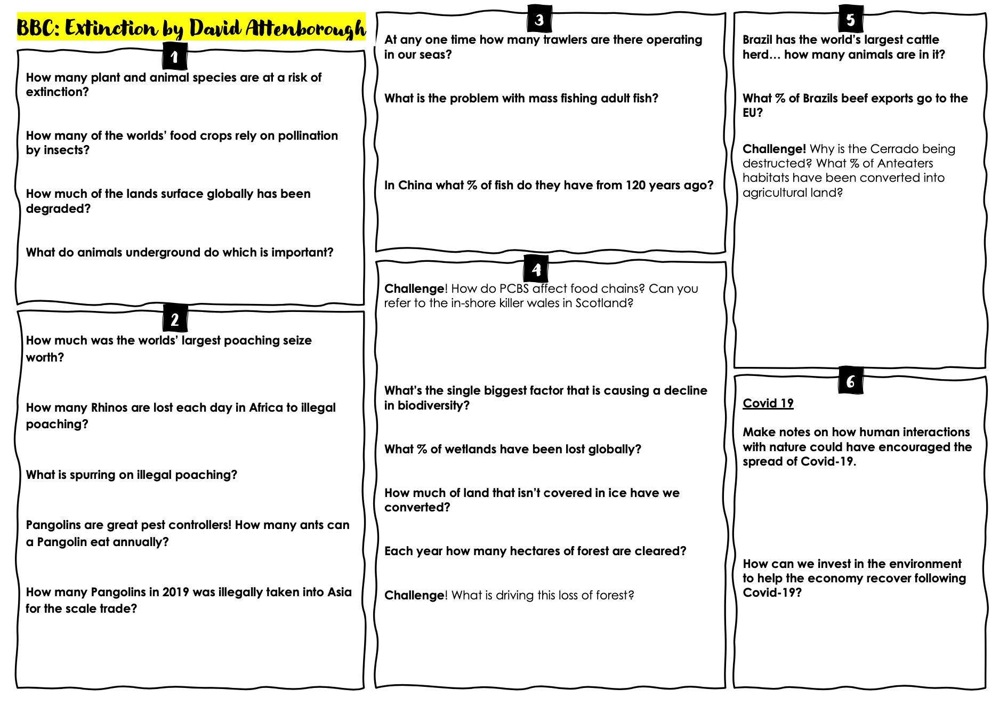 BBC: Extinction by David Attenborough
1
How many plant and animal species are at a risk of
extinction?
How many of the worlds’ food crops rely on pollination
by insects?
How much of the lands surface globally has been
degraded?
What do animals underground do which is important?
2
How much was the worlds’ largest poaching seize
worth?
How many Rhinos are lost each day in Africa to illegal
poaching?
What is spurring on illegal poaching?
Pangolins are great pest controllers! How many ants can
a Pangolin eat annually?
How many Pangolins in 2019 was illegally taken into Asia
for the scale trade?
3
At any one time how many trawlers are there operating
in our seas?
What is the problem with mass fishing adult fish?
In China what % of fish do they have from 120 years ago?
4
Challenge! How do PCBS affect food chains? Can you
refer to the in-shore killer wales in Scotland?
What’s the single biggest factor that is causing a decline
in biodiversity?
What % of wetlands have been lost globally?
How much of land that isn’t covered in ice have we
converted?
Each year how many hectares of forest are cleared?
Challenge! What is driving this loss of forest?
5
Brazil has the world’s largest cattle
herd… how many animals are in it?
What % of Brazils beef exports go to the
EU?
Challenge! Why is the Cerrado being
destructed? What % of Anteaters
habitats have been converted into
agricultural land?
6
Covid 19
Make notes on how human interactions
with nature could have encouraged the
spread of Covid-19.
How can we invest in the environment
to help the economy recover following
Covid-19?